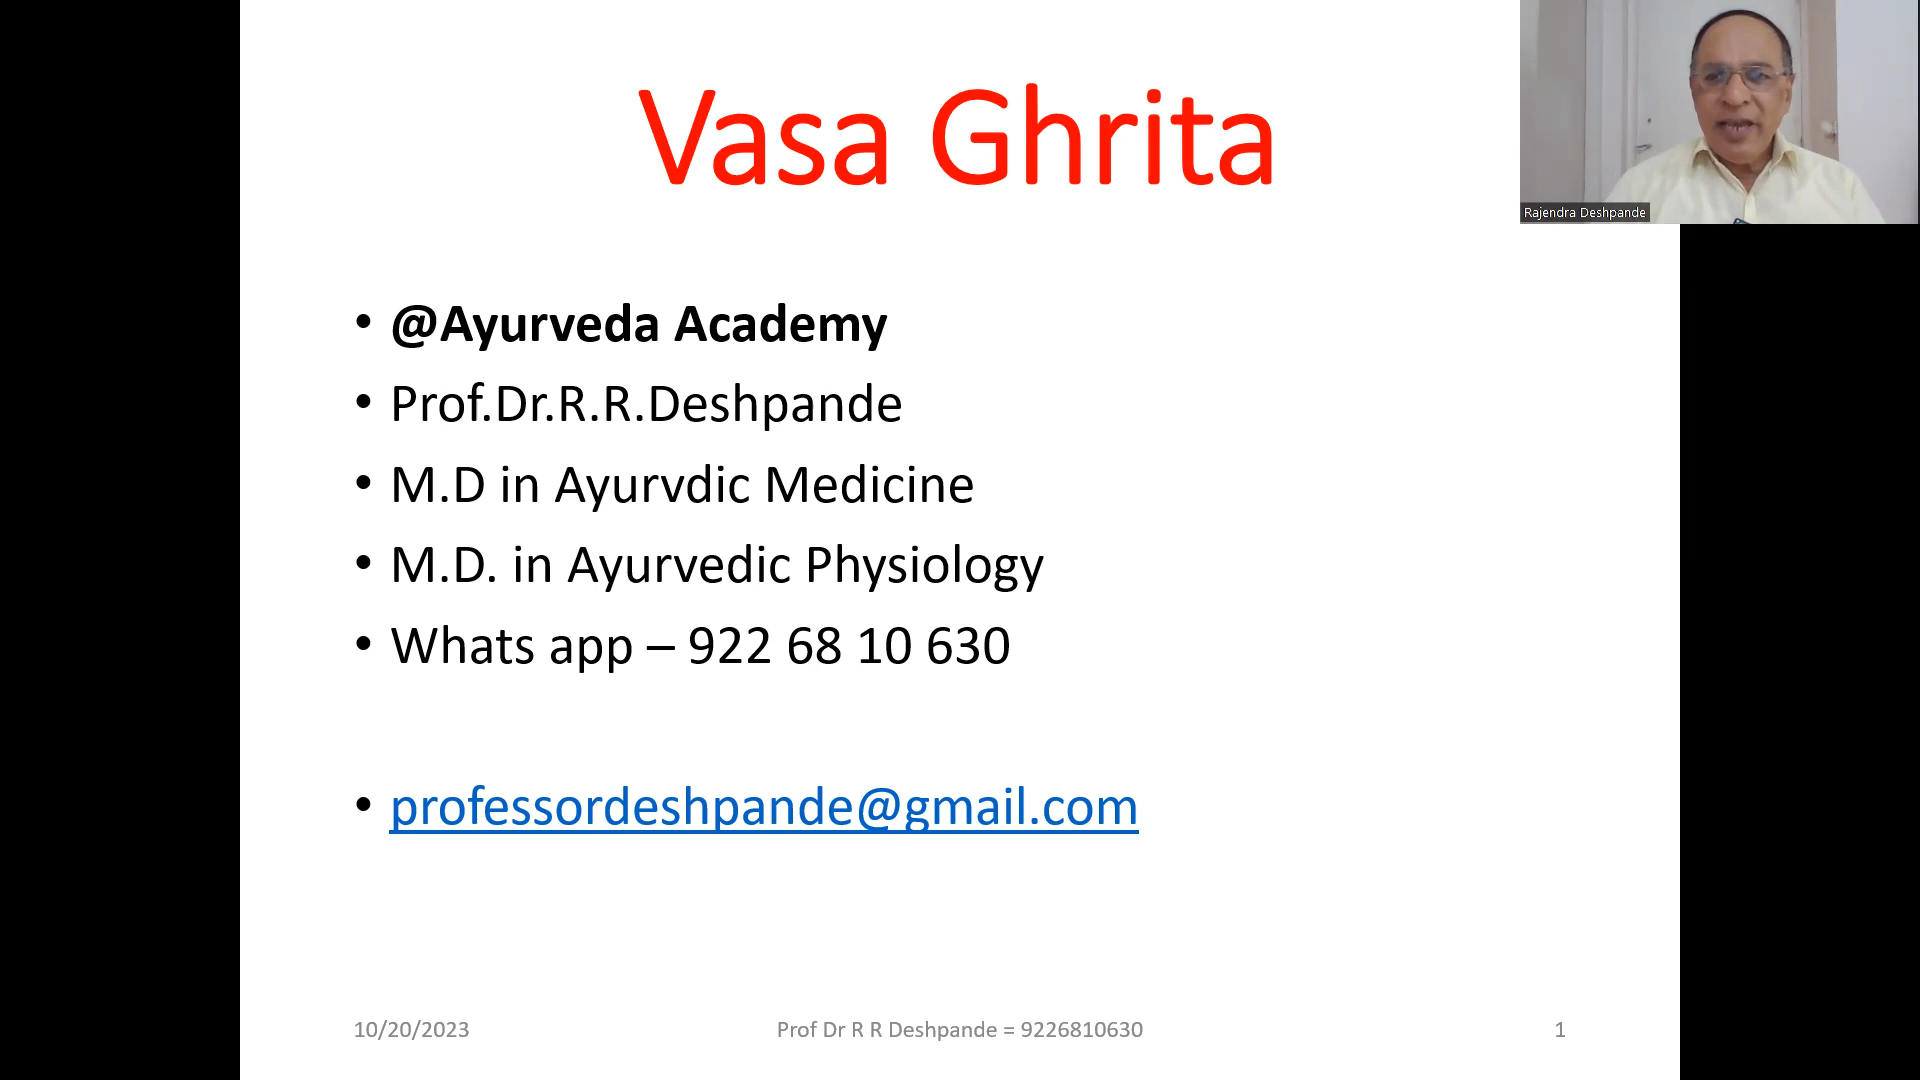 Vasa Ghrita
Rajendra Deshpande
• @Ayurveda Academy
• Prof.Dr.R.R.Deshpande
• M.D in Ayurvdic Medicine
• M.D. in Ayurvedic Physiology
• Whats app – 922 68 10 630
• professordeshpande@gmail.com
10/20/2023
Prof Dr R R Deshpande = 9226810630
1